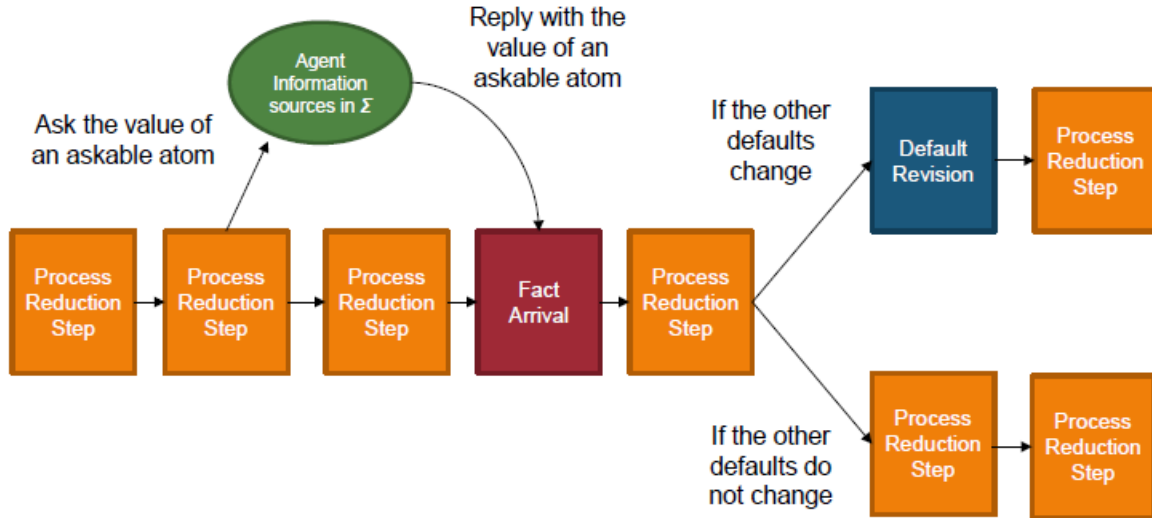 Reply with the
value of an
askable atom
Agent
Information
sources in Σ
Ask the value of
an askable atom
If the other
defaults
change
Default
Revision
Process
Reduction
Step
Process
Reduction
Step
Process
Reduction
Step
Process
Reduction
Step
Fact
Arrival
Process
Reduction
Step
If the other
defaults do
not change
Process
Reduction
Step
Process
Reduction
Step